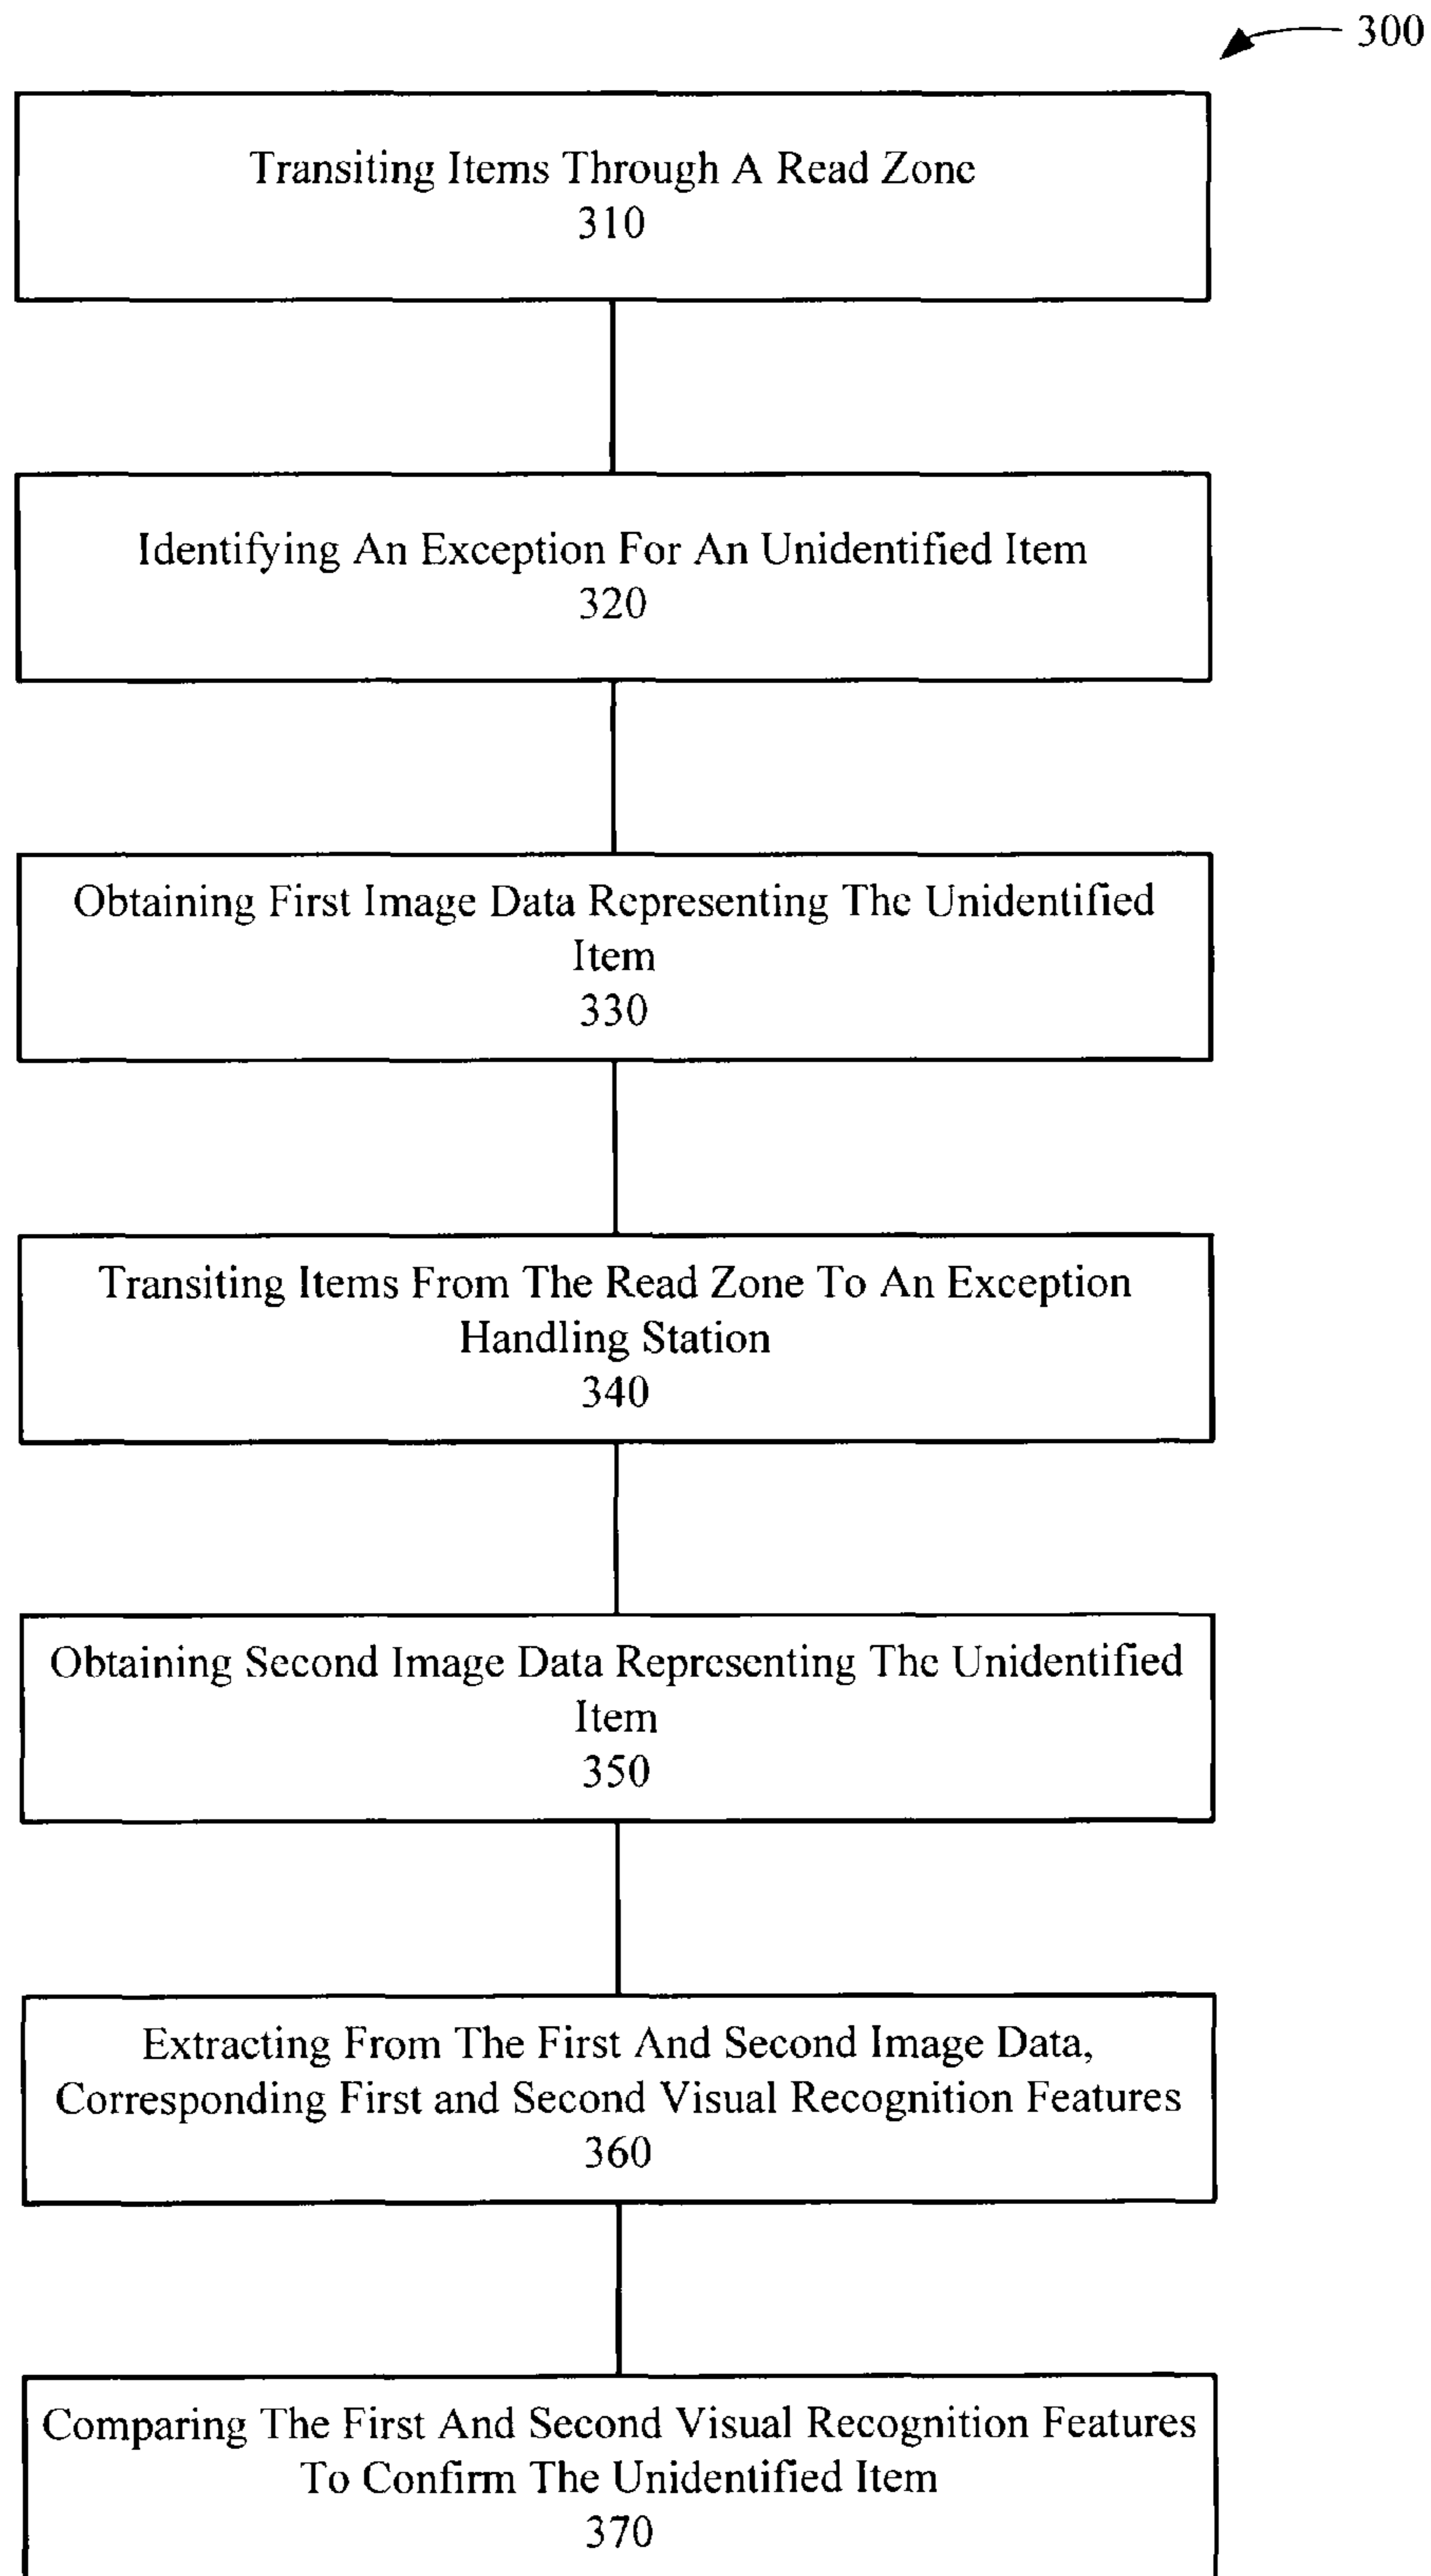 300
Transiting Items Through A Read Zone
310
Identifying An Exception For An Unidentified Item
320
Obtaining First Image Data Representing The Unidentified
Item
330
Transiting Items From The Read Zone To An Exception
Handling Station
340
Obtaining Second Image Data Representing The Unidentified
Item
350
Extracting From The First And Second Image Data,
Corresponding First and Second Visual Recognition Features
360
Comparing The First And Second Visual Recognition Features
To Confirm The Unidentified Item
370